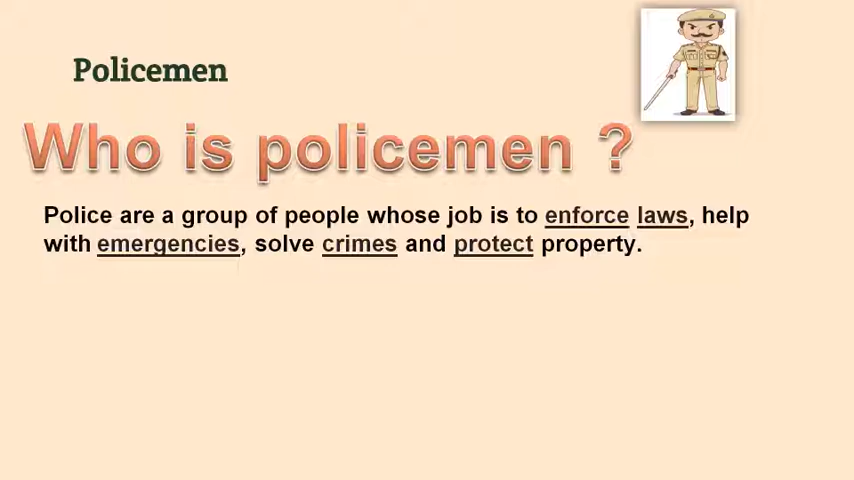 Policemen
Who is policemen ?
Police are a group of people whose job is to enforce laws, help
with emergencies, solve crimes and protect property.